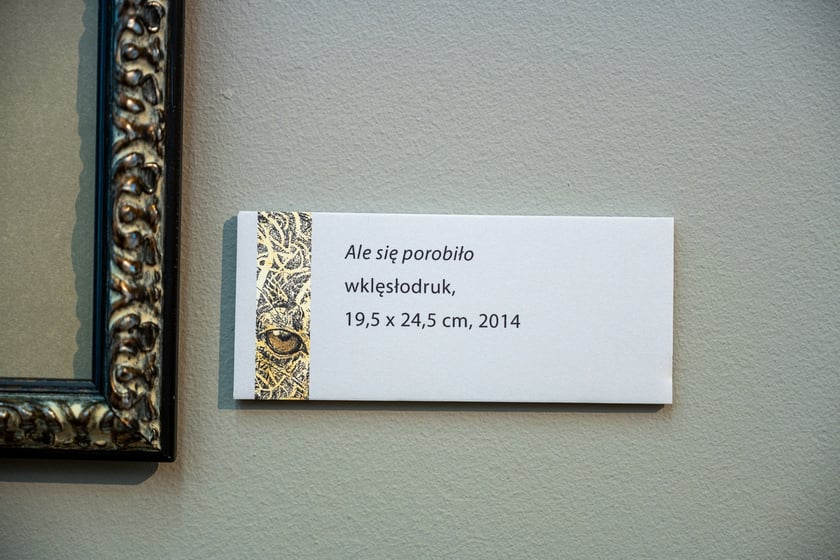 Ale się porobiło
wklęsłodruk,
19,5 x 24,5 cm, 2014